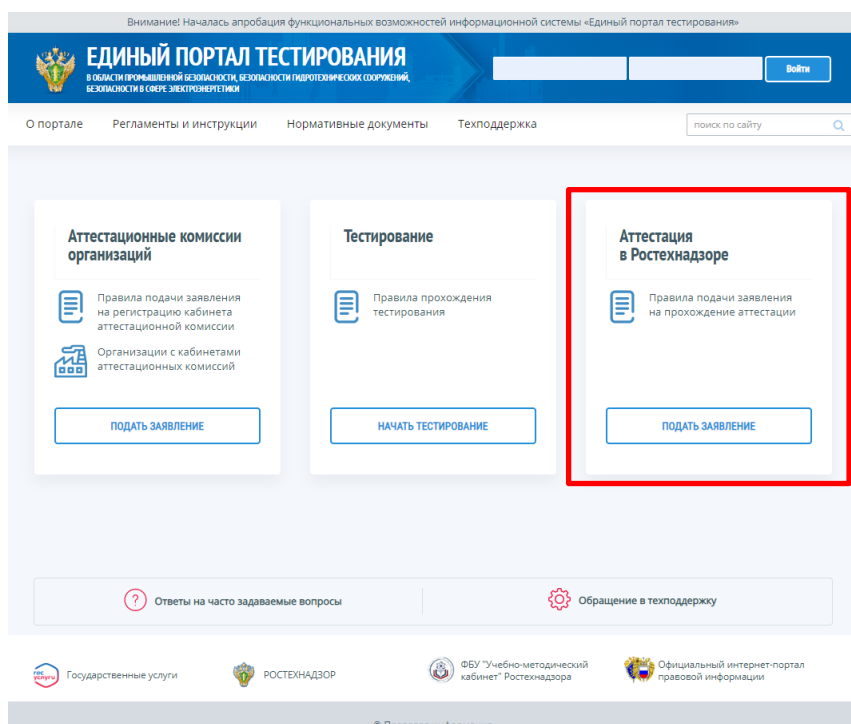 Внимание! Началась апробация функциональных возможностей информационной системы «Единый портал тестирования»
ЕДИНЫЙ ПОРТАЛ ТЕСТИРОВАНИЯ
В ОБЛАСТИ ПРОМЫШЛЕННОЙ БЕЗОПАСНОСТИ, БЕЗОПАСНОСТИ ГИДРОТЕХНИЧЕСКИХ СООРУЖЕНИЙ,
БЕЗОПАСНОСТИ В СФЕРЕ ЭЛЕКТРОЭНЕРГЕТИКИ
Войти
О портале Регламенты и инструкции Нормативные документы Техподдержка поиск по сайту
Аттестационные комиссии
организаций
Правила подачи заявления
на регистрацию кабинета
аттестационной комиссии
Организации с кабинетами
аттестационных комиссий
ПОДАТЬ ЗАЯВЛЕНИЕ
Тестирование
Правила прохождения
тестирования
НАЧАТЬ ТЕСТИРОВАНИЕ
Аттестация
в Ростехнадзоре
Правила подачи заявления
на прохождение аттестации
ПОДАТЬ ЗАЯВЛЕНИЕ
? Ответы на часто задаваемые вопросы
Обращение в техподдержку
гос
услуги
Государственные услуги
РОСТЕХНАДЗОР
ФБУ "Учебно-методический
кабинет" Ростехнадзора
Официальный интернет-портал
правовой информации